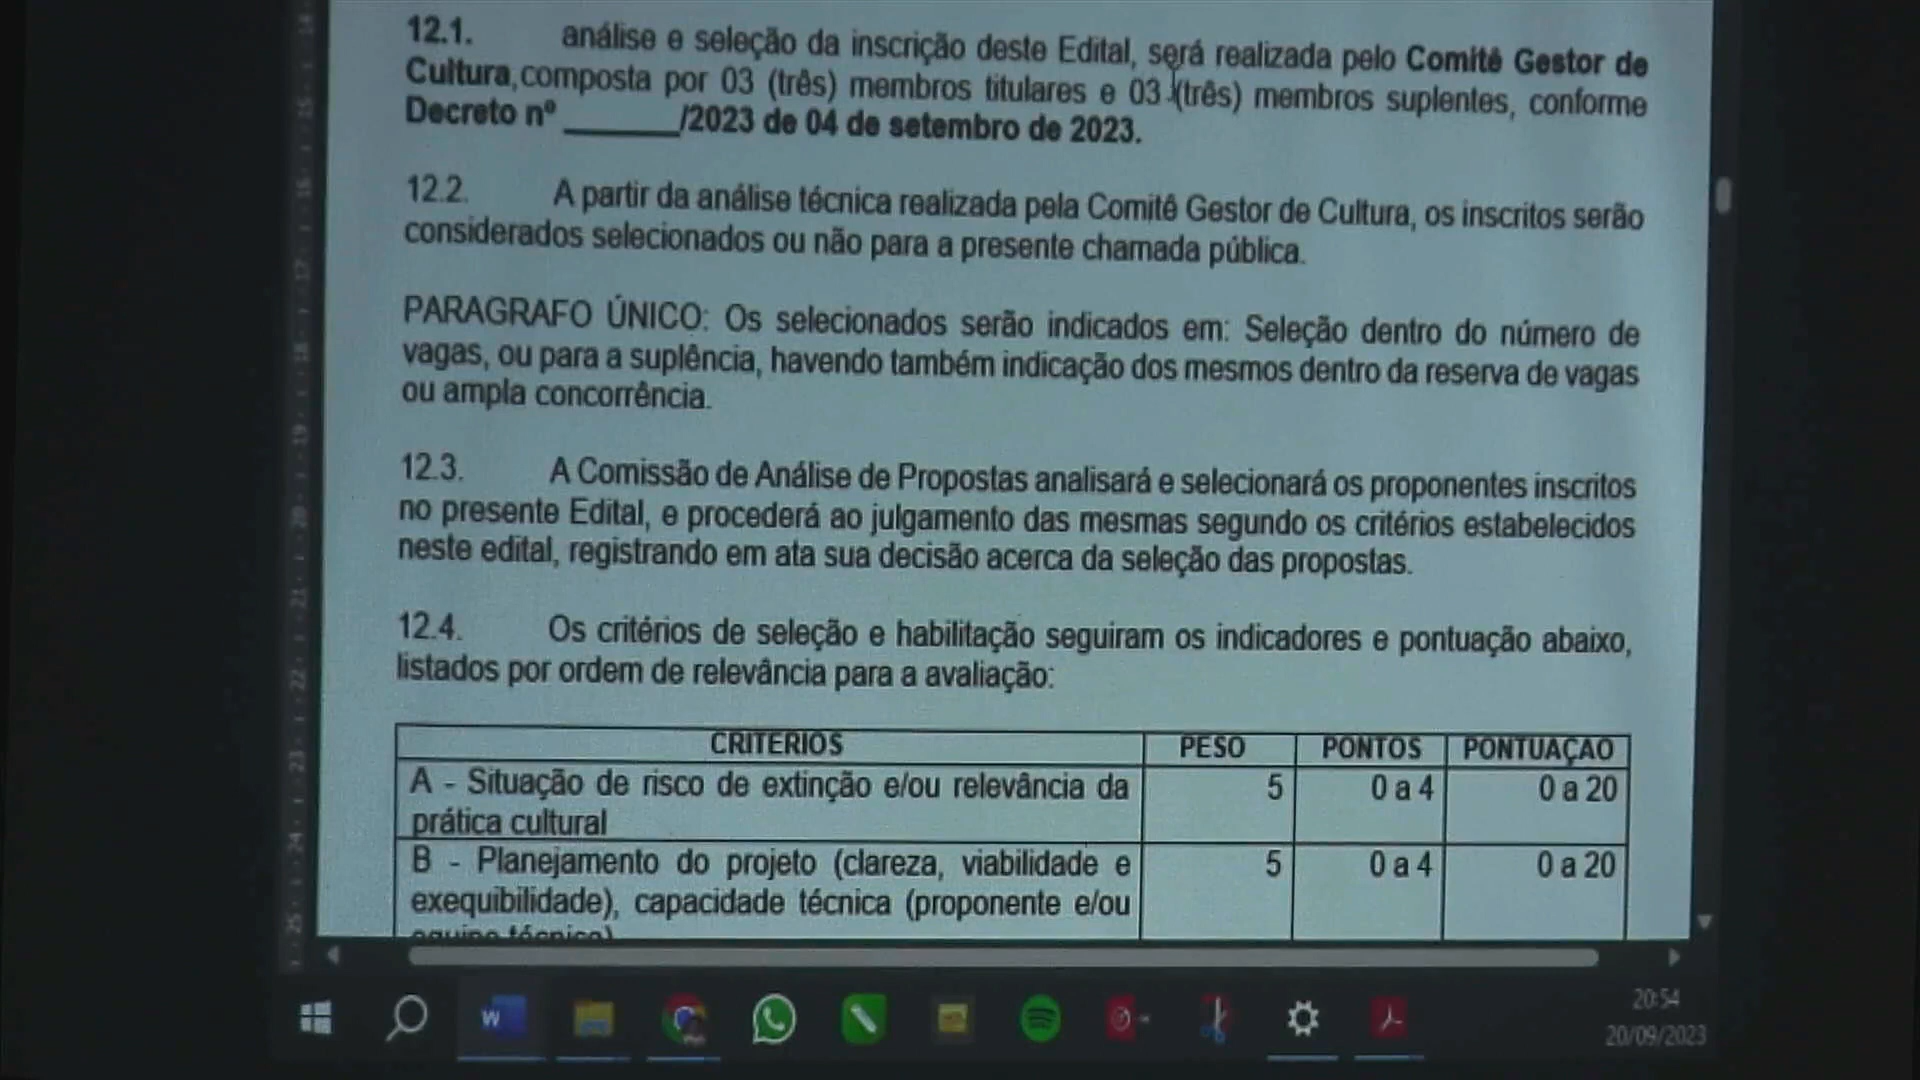 12.1. análise e seleção da inscrição deste Edital, será realizada pelo Comitê Gestor de
Cultura, composta por 03 (três) membros titulares e 03 (três) membros suplentes, conforme
Decreto nº ______/2023 de 04 de setembro de 2023.
12.2. A partir da análise técnica realizada pela Comitê Gestor de Cultura, os inscritos serão
considerados selecionados ou não para a presente chamada pública.
PARAGRAFO ÚNICO: Os selecionados serão indicados em: Seleção dentro do número de
vagas, ou para a suplência, havendo também indicação dos mesmos dentro da reserva de vagas
ou ampla concorrência.
12.3. A Comissão de Análise de Propostas analisará e selecionará os proponentes inscritos
no presente Edital, e procederá ao julgamento das mesmas segundo os critérios estabelecidos
neste edital, registrando em ata sua decisão acerca da seleção das propostas.
12.4. Os critérios de seleção e habilitação seguiram os indicadores e pontuação abaixo,
listados por ordem de relevância para a avaliação:
CRITERIOS PESO PONTOS PONTUAÇAO
A - Situação de risco de extinção e/ou relevância da 5 0 a 4 0 a 20
prática cultural
B - Planejamento do projeto (clareza, viabilidade e 5 0 a 4 0 a 20
exequibilidade), capacidade técnica (proponente e/ou
20:54
20/09/2023